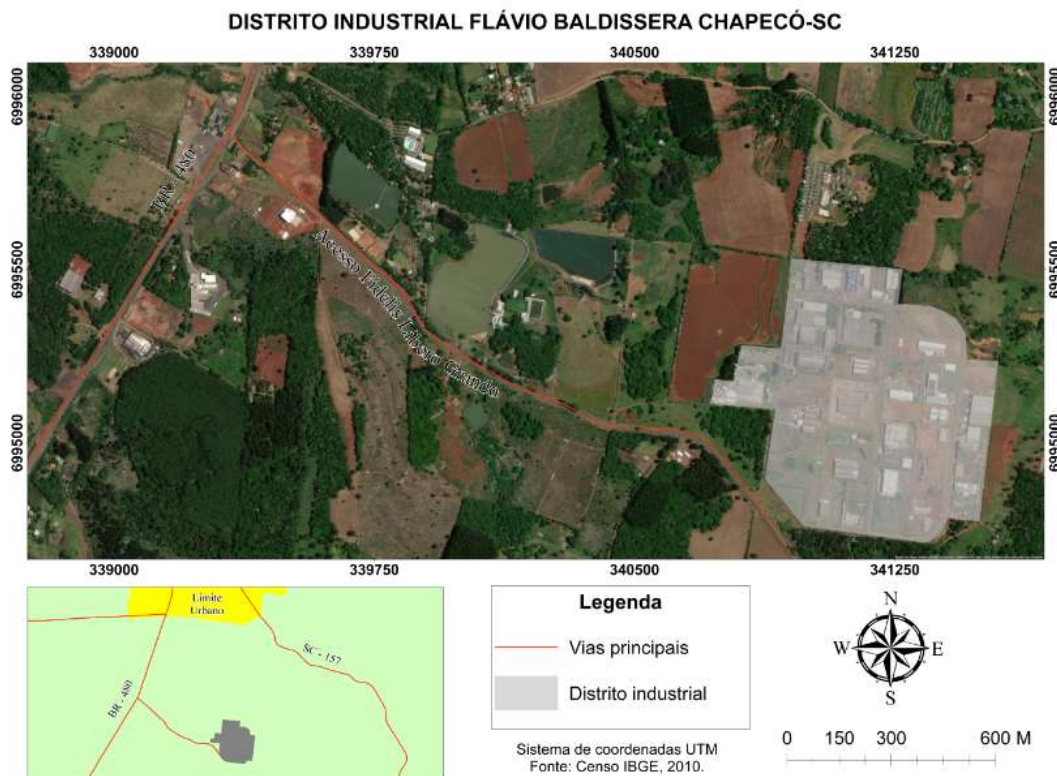 DISTRITO INDUSTRIAL FLÁVIO BALDISSERA CHAPECÓ-SC
339000 339750 340500 341250
6996000 6996000
BR - 480
Acesso Fidelis Libero Grando
6995500 6995500
6995000 6995000
339000 339750 340500 341250
Limite
Urbano
SC - 157
BR - 480
Legenda
Vias principais
Distrito industrial
Sistema de coordenadas UTM
Fonte: Censo IBGE, 2010.
N
W E
S
0 150 300 600 M